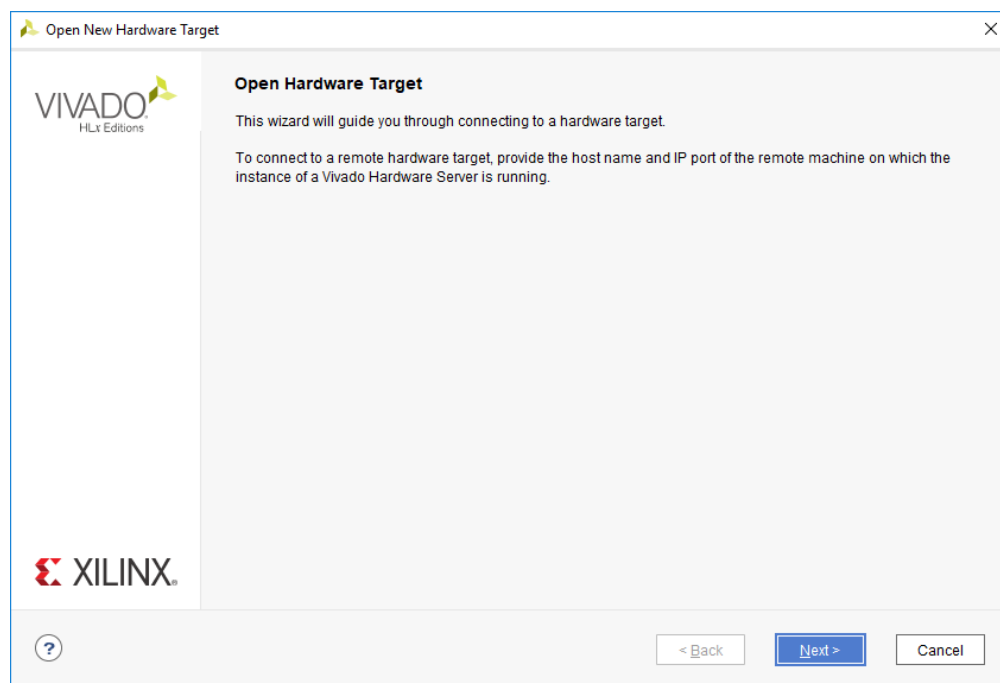 Open New Hardware Target
VIVADO
HLx Editions
Open Hardware Target
This wizard will guide you through connecting to a hardware target.
To connect to a remote hardware target, provide the host name and IP port of the remote machine on which the
instance of a Vivado Hardware Server is running.
XILINX
?
< Back
Next >
Cancel